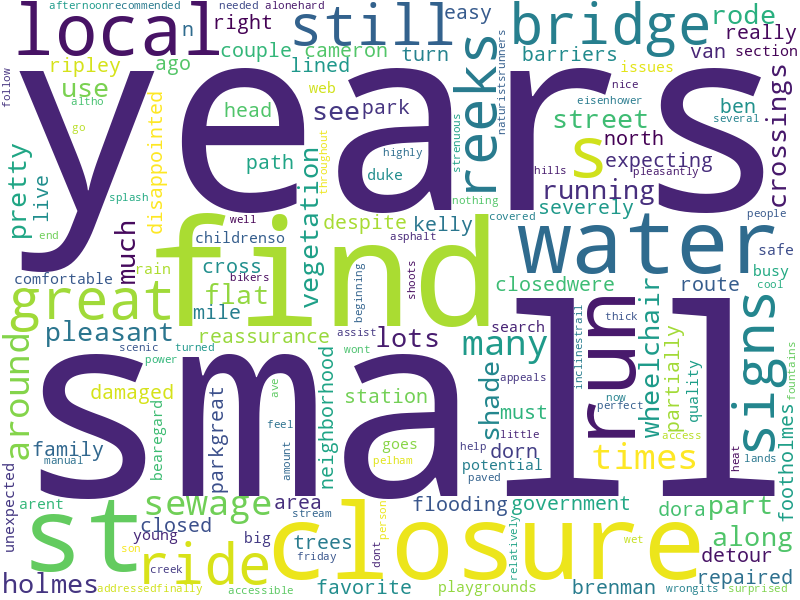 afternoonrecommended needed alonehard
local still bridge
right n easy rode
couple cameron turn barriers van really section
ripley ago lined reeks web issues
years
follow use altho head see park ben eisenhower nice
go street several crossings
pretty live disappointed path duke highly strenuous naturistsrunners s north expecting pleasantly
throughout nothing hills running
much vegetation despite kelly covered severely people
splash well find water
end childrenso cross bikers asphalt safe
comfortable rain mile beginning shoots closedwere route busy cool
great flat
around pleasant reassurance lots assist search many run wheelchair thick signs
small
scenic turned wont inclinestrail partially quality
power neighborhood shade appeals now perfect fountains
damaged station ave must little
family parkgreat feel goes dorn help times access footholmes
manual bearegard amount pelham potential paved heat lands
unexpected arent sewage area flooding government dora part
st closed young stream person closure along
big trees friday dont relatively wet detour
son creek ride
holmes addressedfinally accessible favorite playgrounds brenman wrongits repaired surprised